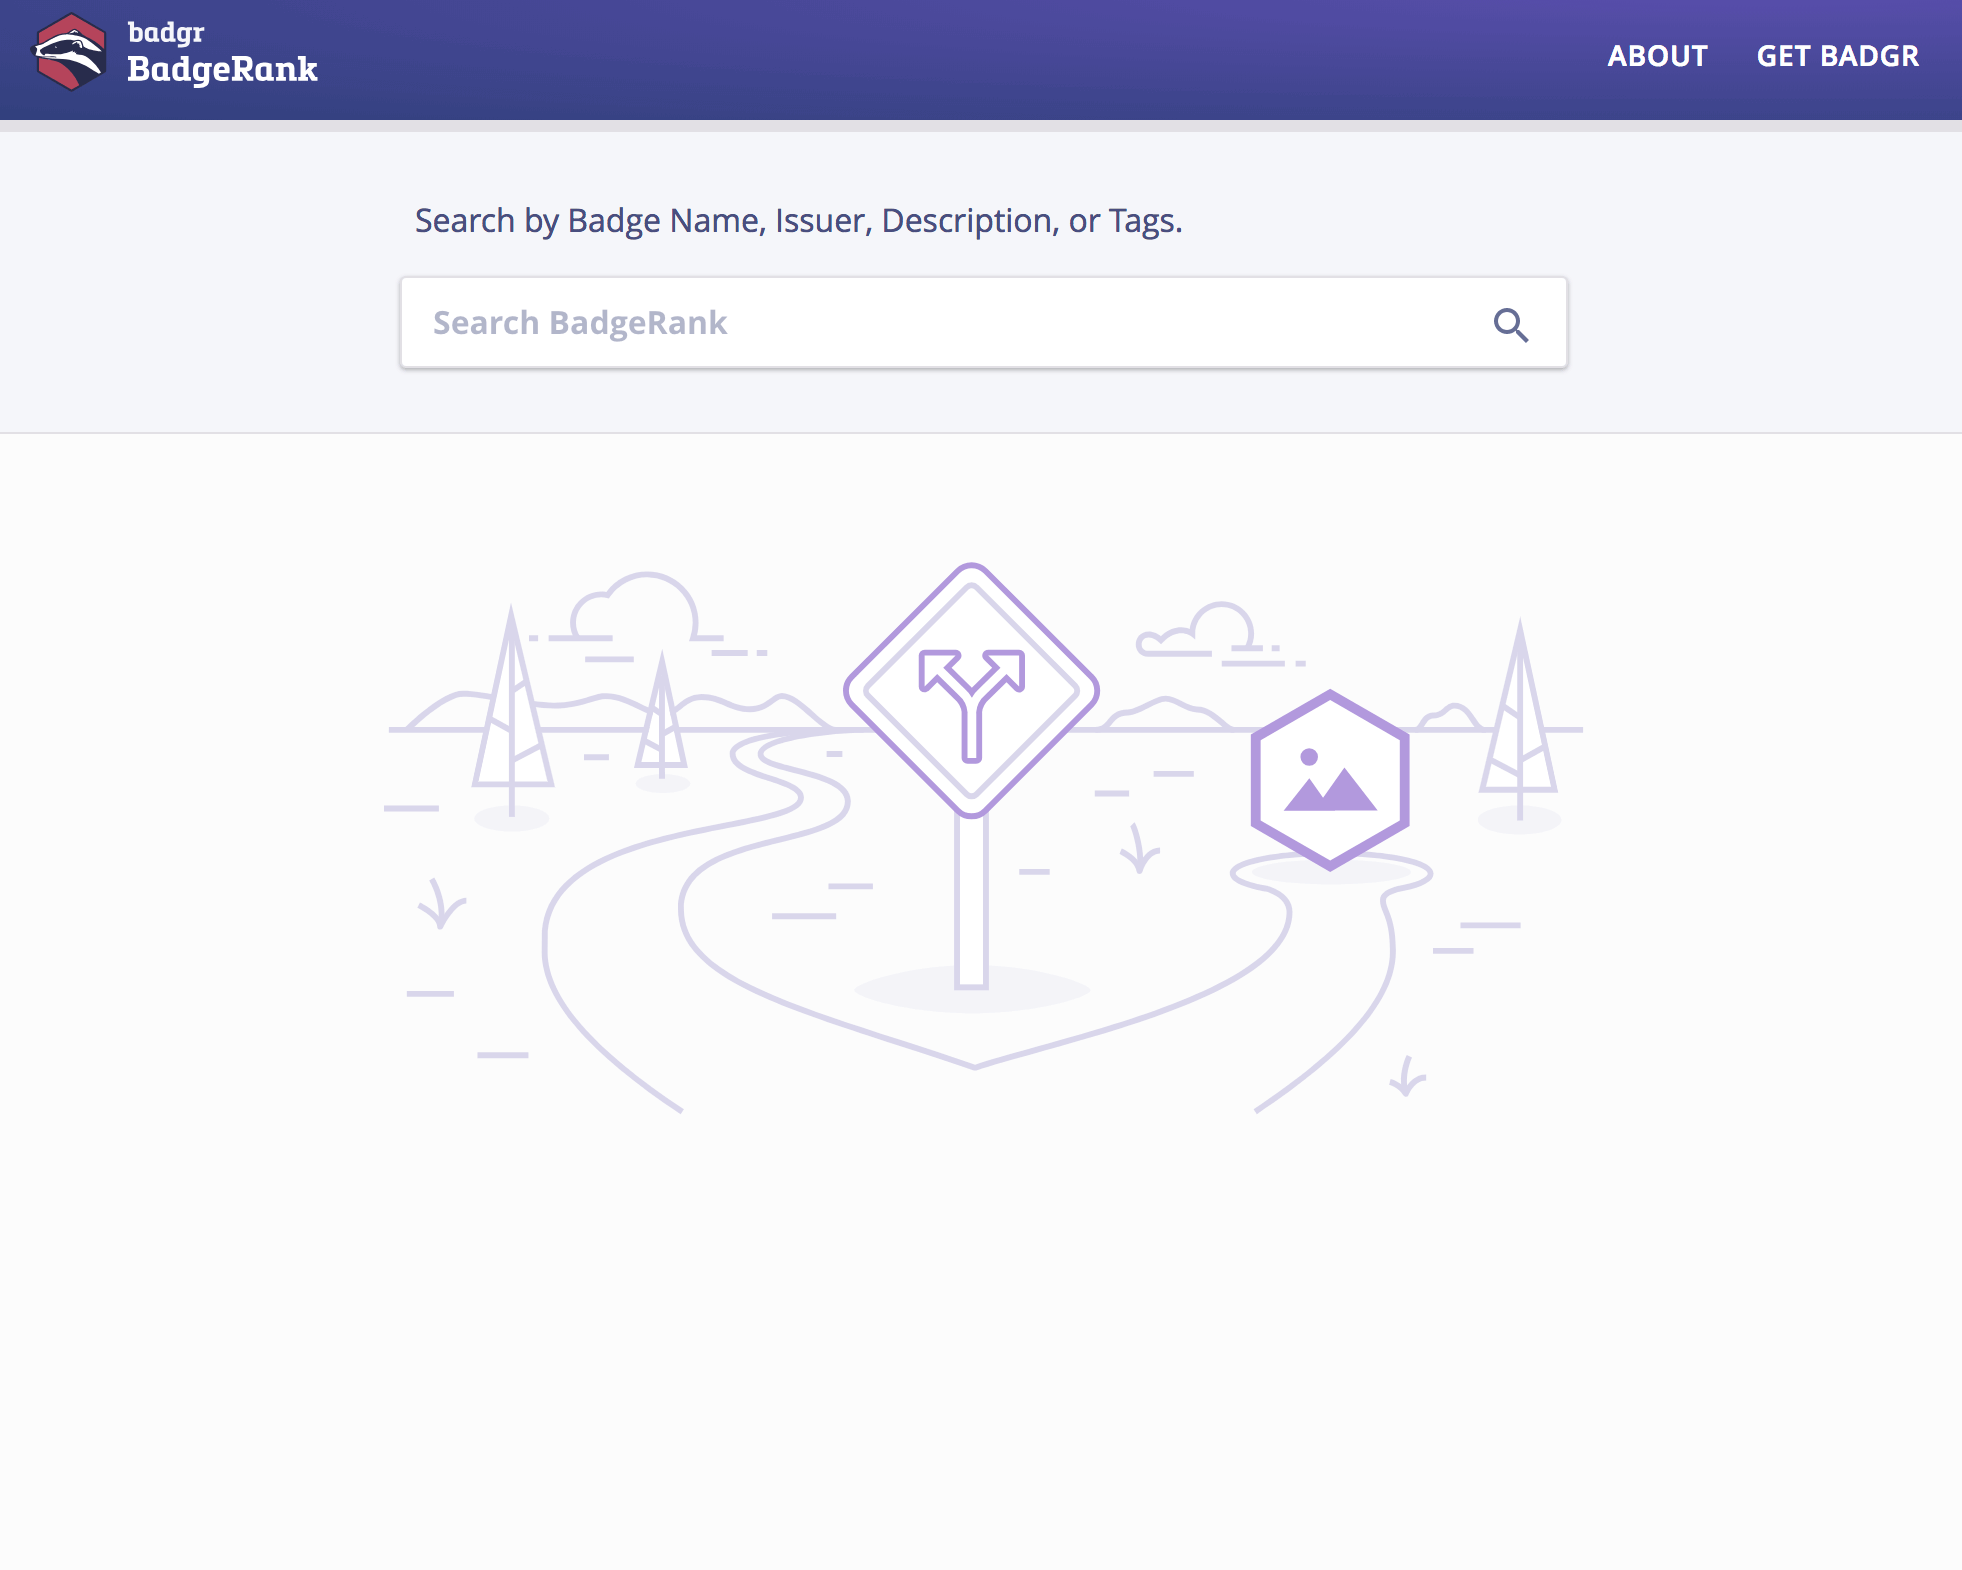 badgr
BadgeRank
ABOUT GET BADGR
Search by Badge Name, Issuer, Description, or Tags.
Search BadgeRank